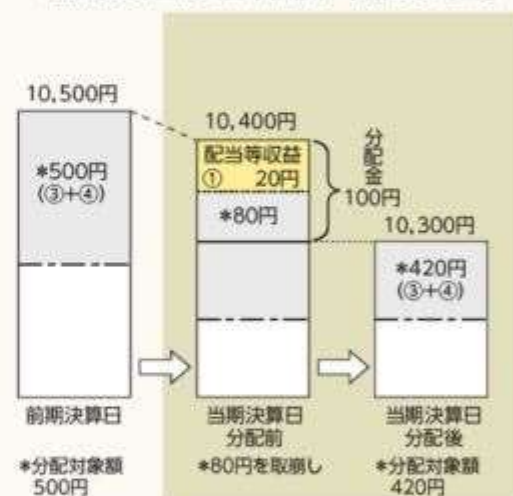 10,500円
*500円
(③+④)
前期決算日
*分配対象額
500円
10,400円
配当等収益
① 20円
*80円
分配金
100円
当期決算日
分配前
*80円を取崩し
10,300円
*420円
(③+④)
当期決算日
分配後
*分配対象額
420円